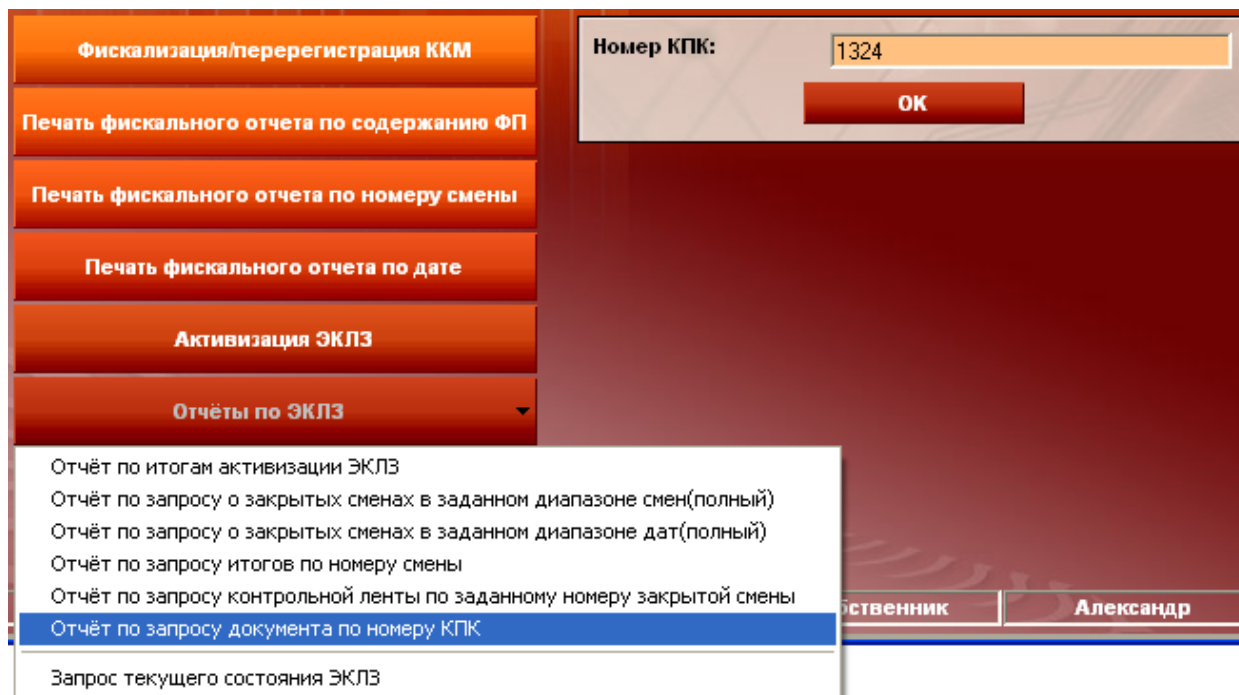 Фискализация/перерегистрация ККМ
Номер КПК:
1324
ОК
Печать фискального отчета по содержанию ФП
Печать фискального отчета по номеру смены
Печать фискального отчета по дате
Активизация ЭКЛЗ
Отчёты по ЭКЛЗ
Отчёт по итогам активизации ЭКЛЗ
Отчёт по запросу о закрытых сменах в заданном диапазоне смен(полный)
Отчёт по запросу о закрытых сменах в заданном диапазоне дат(полный)
Отчёт по запросу итогов по номеру смены
Отчёт по запросу контрольной ленты по заданному номеру закрытой смены
Отчёт по запросу документа по номеру КПК
Запрос текущего состояния ЭКЛЗ
бственник
Александр